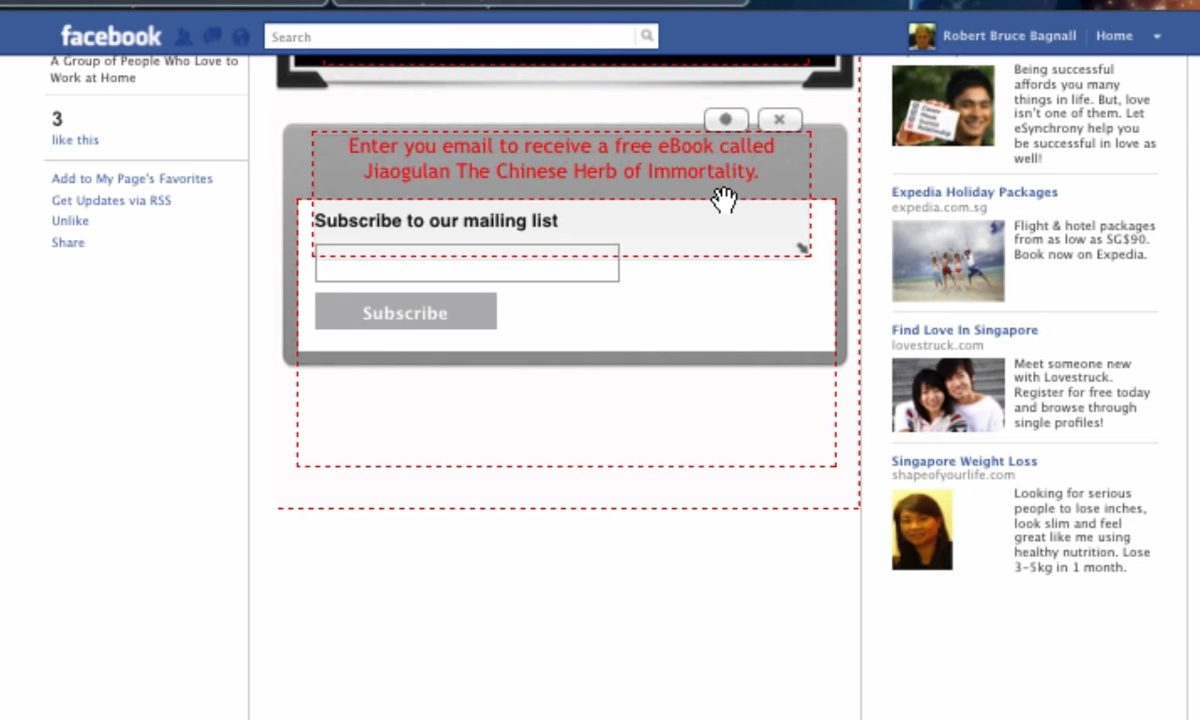 facebook
Search
Robert Bruce Bagnall
Home
A Group of People Who Love to
Work at Home
3
like this
Add to My Page's Favorites
Get Updates via RSS
Unlike
Share
Enter you email to receive a free eBook called
Jiaogulan The Chinese Herb of Immortality.
Subscribe to our mailing list
Subscribe
Being successful
affords you many
things in life. But, love
isn't one of them. Let
eSynchrony help you
be successful in love as
well!
Expedia Holiday Packages
expedia.com.sg
Flight & hotel packages
from as low as SG$90.
Book now on Expedia.
Find Love In Singapore
lovestruck.com
Meet someone new
with Lovestruck.
Register for free today
and browse through
single profiles!
Singapore Weight Loss
shapeofyourlife.com
Looking for serious
people to lose inches,
look slim and feel
great like me using
healthy nutrition. Lose
3-5kg in 1 month.